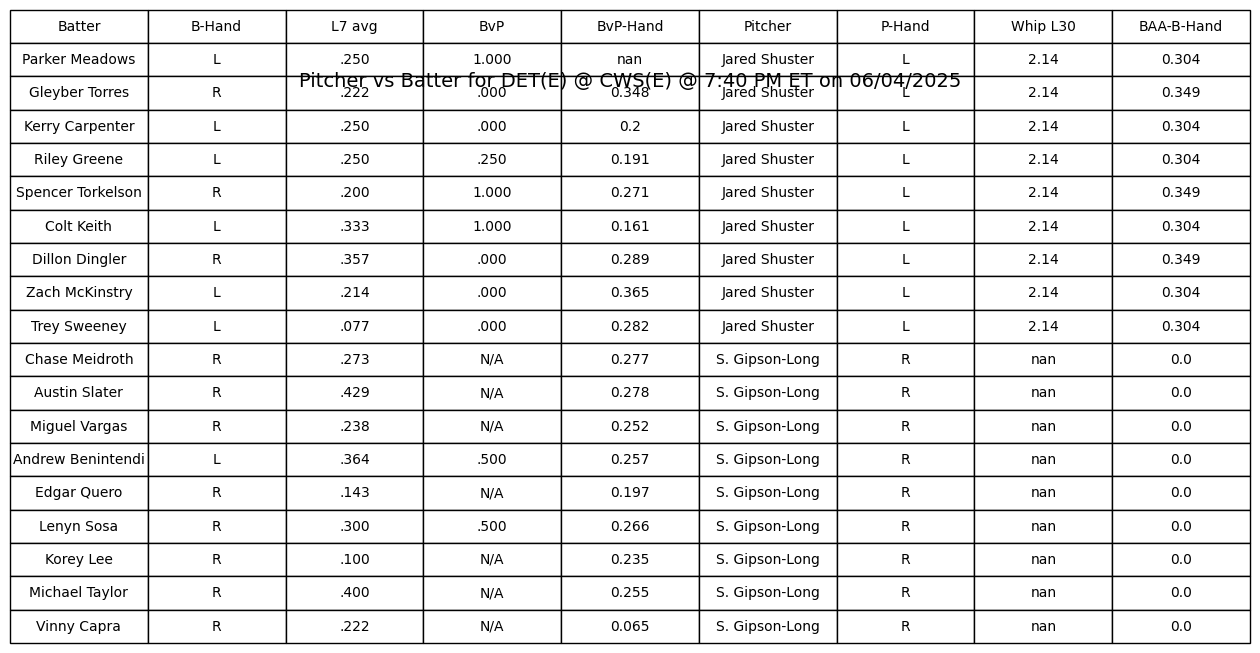 Batter B-Hand L7 avg BvP BvP-Hand Pitcher P-Hand Whip L30 BAA-B-Hand
Parker Meadows L .250 1.000 nan Jared Shuster L 2.14 0.304
Pitcher vs Batter for DET(E) @ CWS(E) @ 7:40 PM ET on 06/04/2025
Gleyber Torres R .222 .000 0.348 Jared Shuster L 2.14 0.349
Kerry Carpenter L .250 .000 0.2 Jared Shuster L 2.14 0.304
Riley Greene L .250 .250 0.191 Jared Shuster L 2.14 0.304
Spencer Torkelson R .200 1.000 0.271 Jared Shuster L 2.14 0.349
Colt Keith L .333 1.000 0.161 Jared Shuster L 2.14 0.304
Dillon Dingler R .357 .000 0.289 Jared Shuster L 2.14 0.349
Zach McKinstry L .214 .000 0.365 Jared Shuster L 2.14 0.304
Trey Sweeney L .077 .000 0.282 Jared Shuster L 2.14 0.304
Chase Meidroth R .273 N/A 0.277 S. Gipson-Long R nan 0.0
Austin Slater R .429 N/A 0.278 S. Gipson-Long R nan 0.0
Miguel Vargas R .238 N/A 0.252 S. Gipson-Long R nan 0.0
Andrew Benintendi L .364 .500 0.257 S. Gipson-Long R nan 0.0
Edgar Quero R .143 N/A 0.197 S. Gipson-Long R nan 0.0
Lenyn Sosa R .300 .500 0.266 S. Gipson-Long R nan 0.0
Korey Lee R .100 N/A 0.235 S. Gipson-Long R nan 0.0
Michael Taylor R .400 N/A 0.255 S. Gipson-Long R nan 0.0
Vinny Capra R .222 N/A 0.065 S. Gipson-Long R nan 0.0